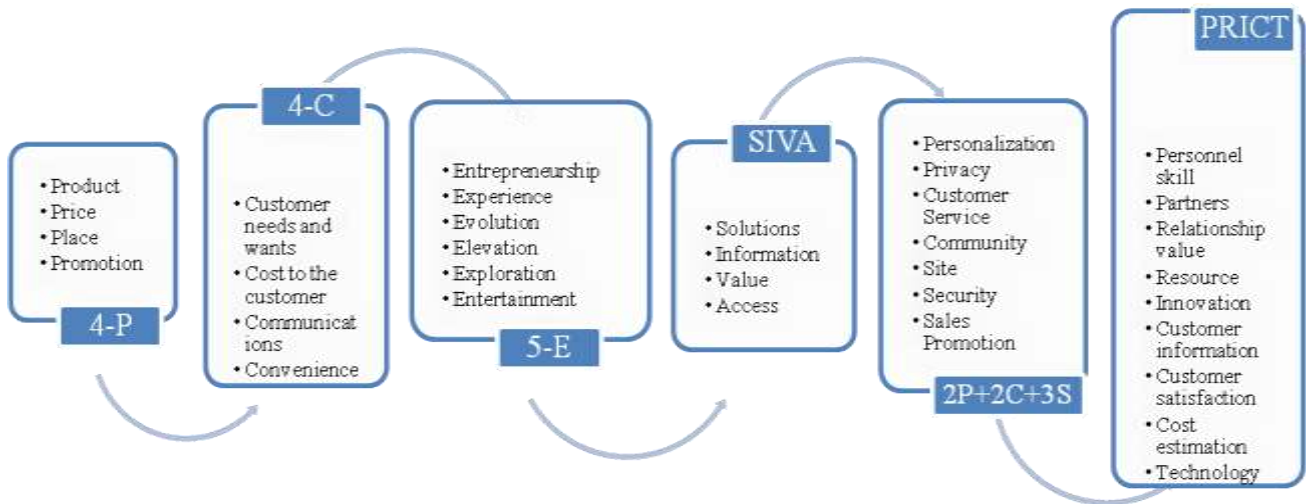 • Product
• Price
• Place
• Promotion
4-P
4-C
• Customer
needs and
wants
• Cost to the
customer
• Communicat
ions
• Convenience
• Entrepreneurship
• Experience
• Evolution
• Elevation
• Exploration
• Entertainment
5-E
SIVA
• Solutions
• Information
• Value
• Access
• Personalization
• Privacy
• Customer
Service
• Community
• Site
• Security
• Sales
Promotion
2P+2C+3S
PRICT
• Personnel
skill
• Partners
• Relationship
value
• Resource
• Innovation
• Customer
information
• Customer
satisfaction
• Cost
estimation
• Technology